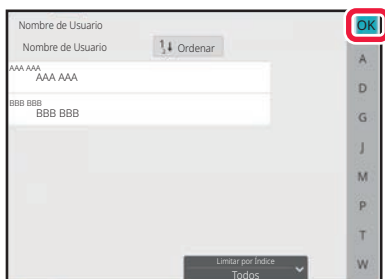 Nombre de Usuario
OK
Nombre de Usuario
Ordenar
A
AAA AAA
AAA AAA
D
BBB BBB
BBB BBB
G
J
M
P
T
Limitar por Índice
W
Todos